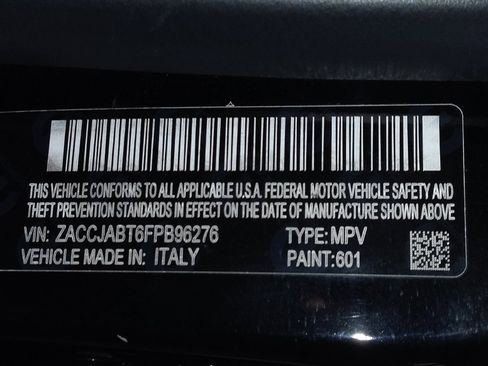 THIS VEHICLE CONFORMS TO ALL APPLICABLE U.S.A. FEDERAL MOTOR VEHICLE SAFETY AND
THEFT PREVENTION STANDARDS IN EFFECT ON THE DATE OF MANUFACTURE SHOWN ABOVE
VIN: ZACCJABT6FPB96276 TYPE: MPV
VEHICLE MADE IN: ITALY PAINT: 601